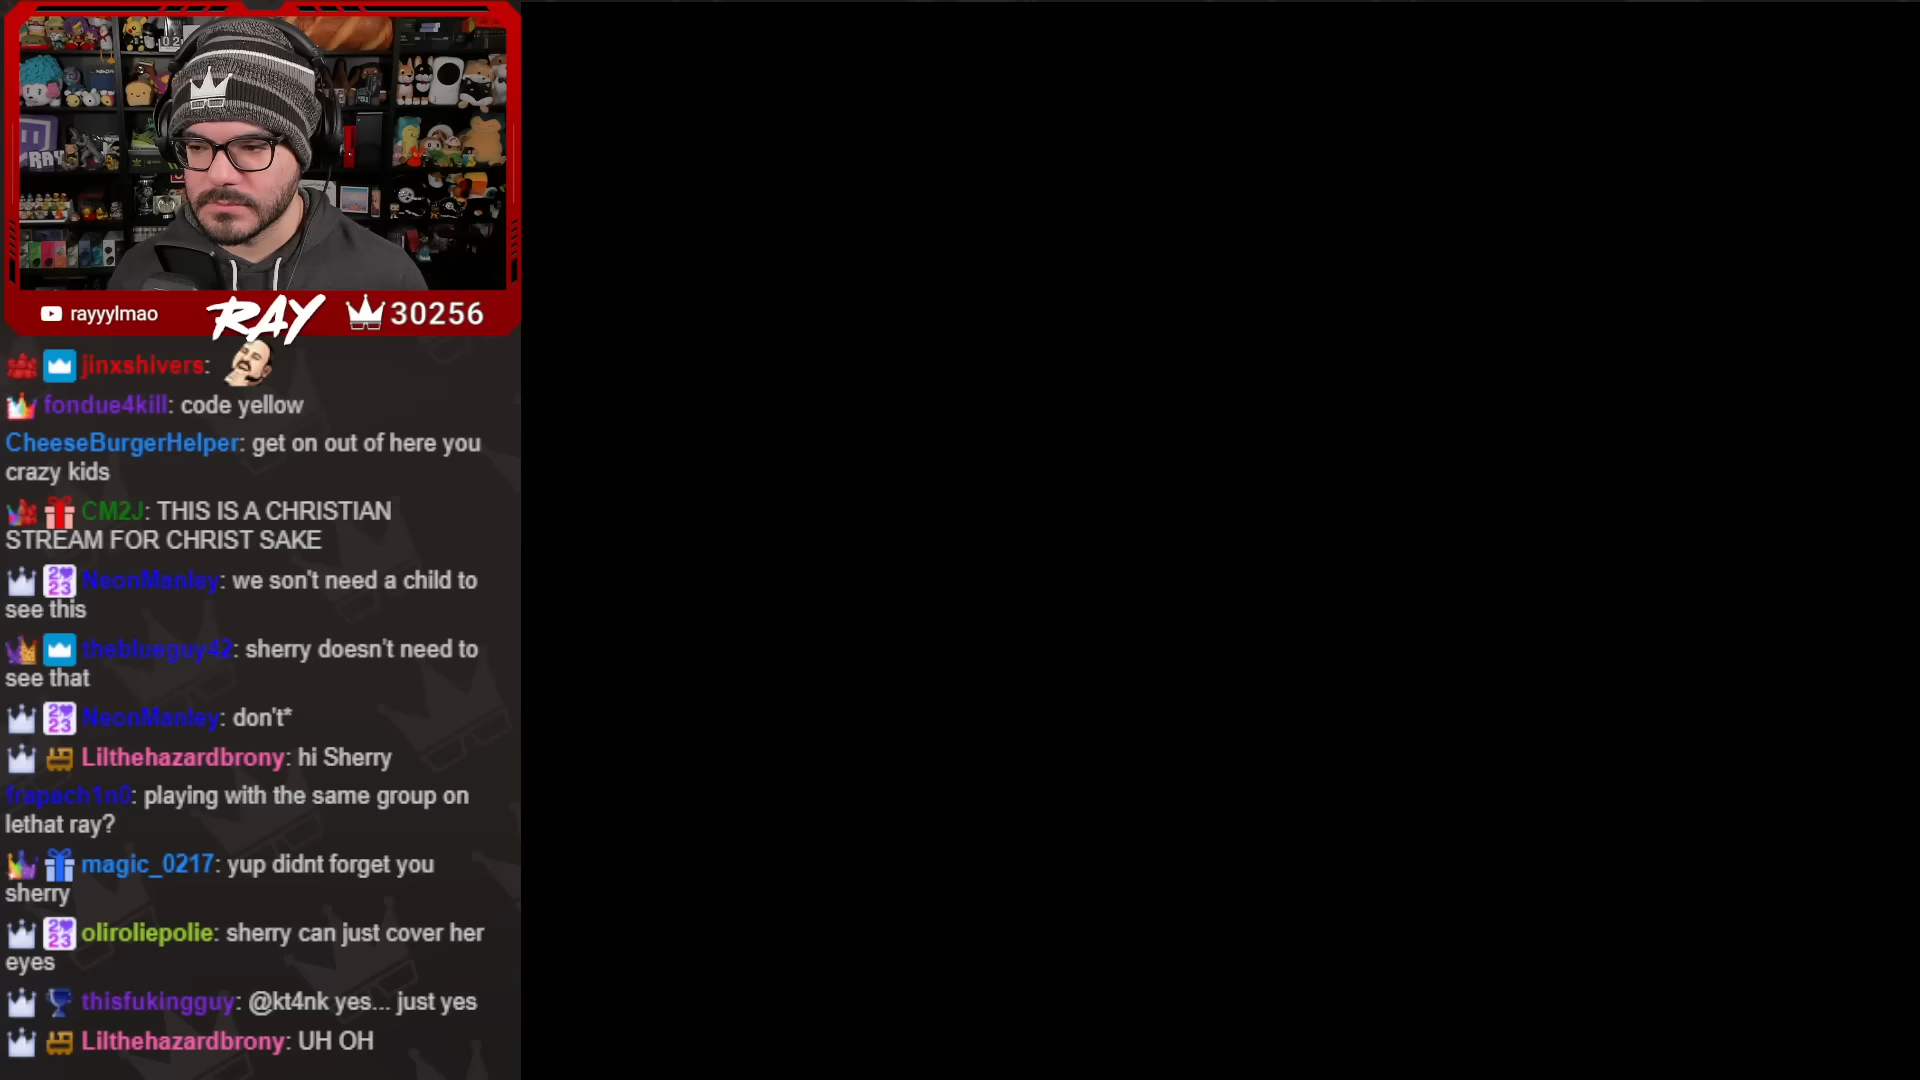 rayyylmao RAY 30256
jinxshivers:
fondue4kill: code yellow
CheeseBurgerHelper: get on out of here you
crazy kids
CM2J: THIS IS A CHRISTIAN
STREAM FOR CHRIST SAKE
NeonManley: we son't need a child to
see this
theblueguy42: sherry doesn't need to
see that
NeonManley: don't*
Lilthehazardbrony: hi Sherry
frapach1n0: playing with the same group on
lethat ray?
magic_0217: yup didnt forget you
sherry
oliroliepolie: sherry can just cover her
eyes
thisfukingguy: @kt4nk yes... just yes
Lilthehazardbrony: UH OH